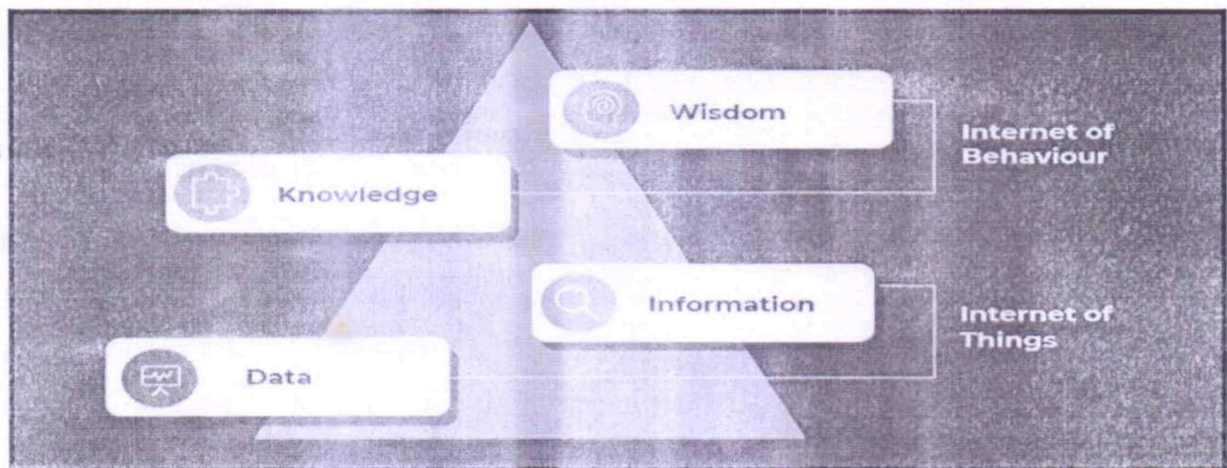 Wisdom
Internet of
Behaviour
Knowledge
Information
Internet of
Things
Data